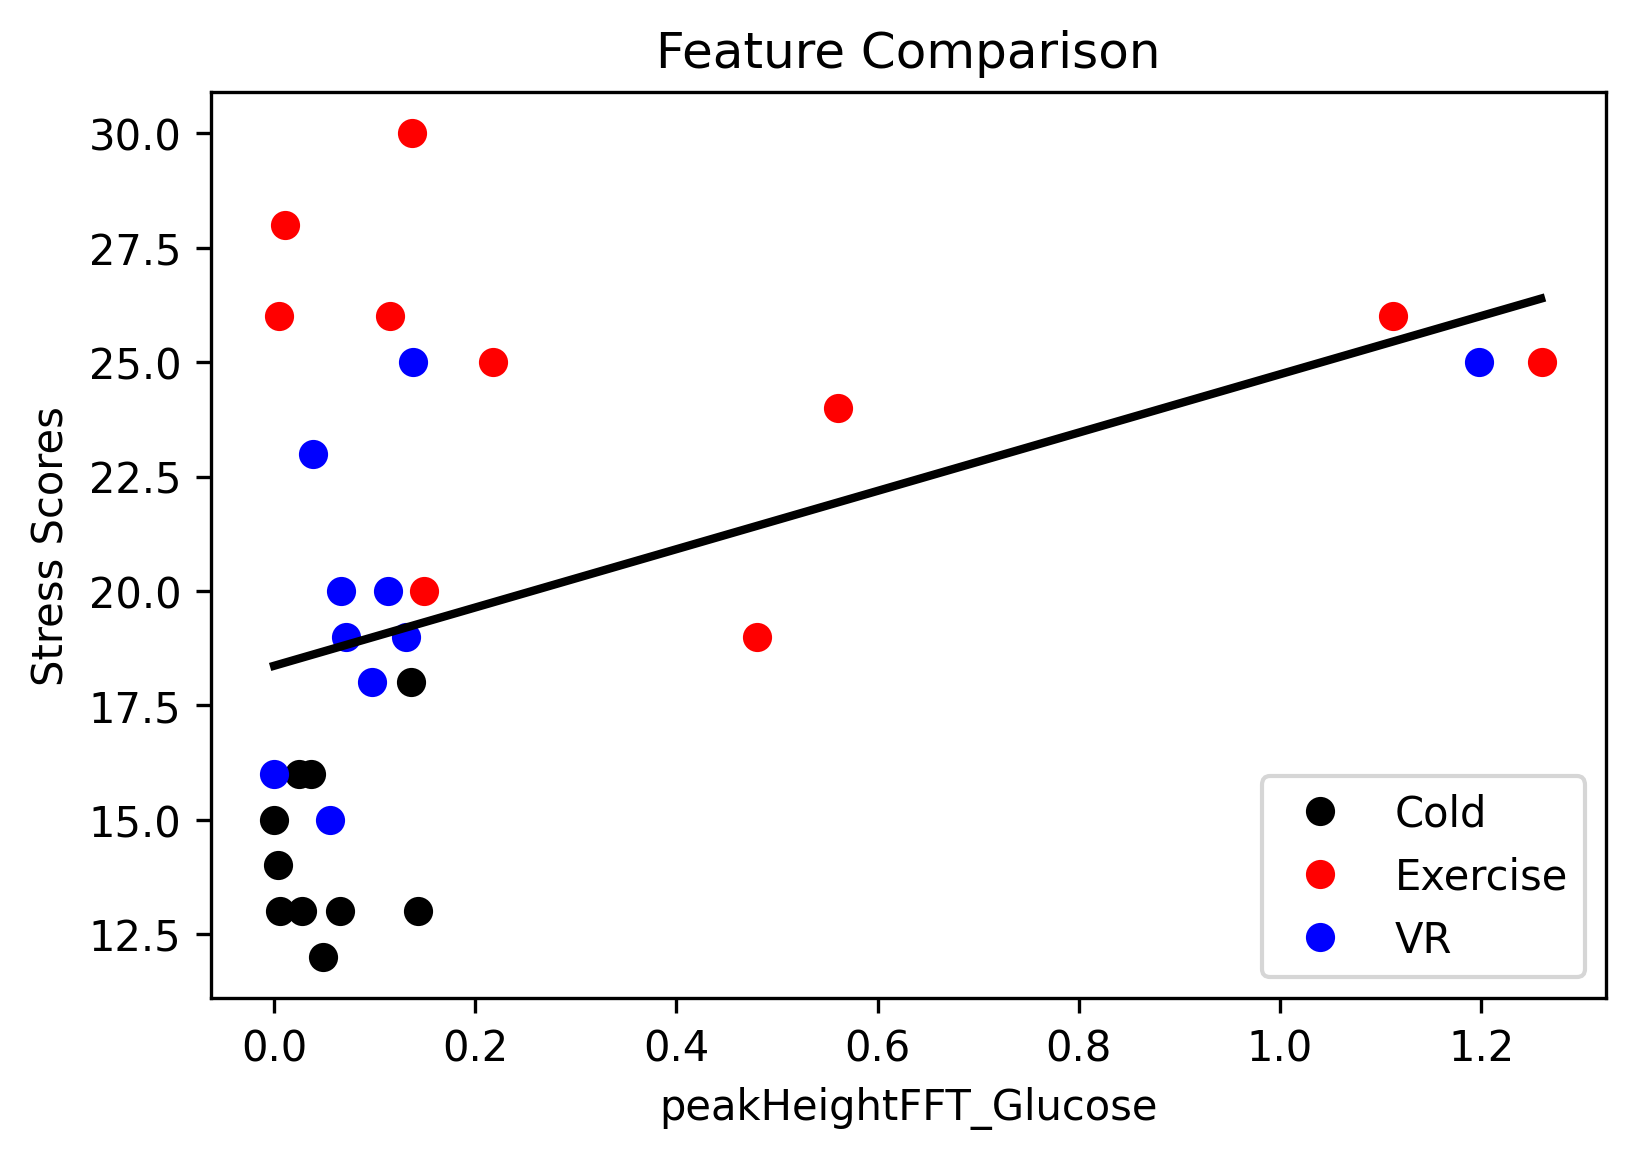 Feature Comparison
30.0
27.5
25.0
22.5
20.0
17.5
15.0
12.5
Stress Scores
Cold
Exercise
VR
0.0 0.2 0.4 0.6 0.8 1.0 1.2
peakHeightFFT_Glucose